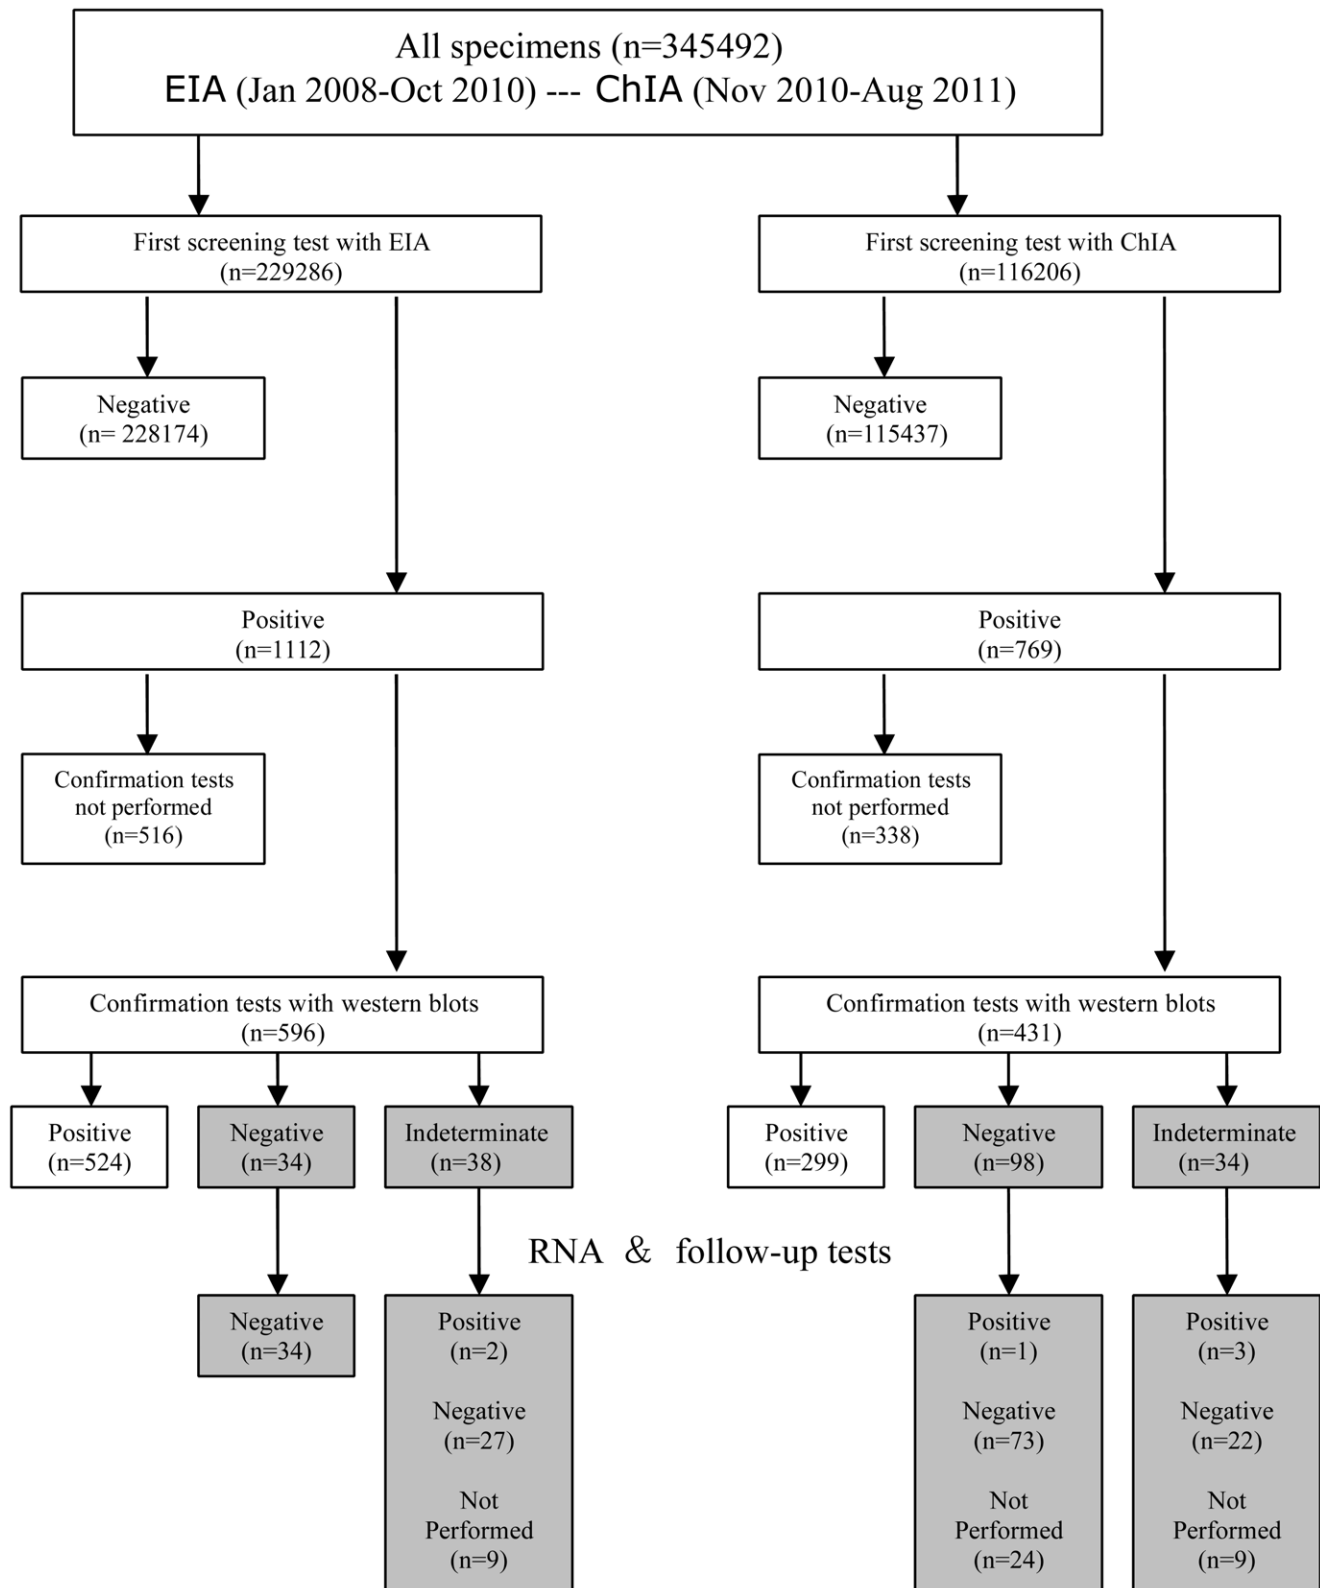 All specimens (n=345492)
EIA (Jan 2008-Oct 2010) --- ChIA (Nov 2010-Aug 2011)
First screening test with EIA
(n=229286)
First screening test with ChIA
(n=116206)
Negative
(n= 228174)
Negative
(n=115437)
Positive
(n=1112)
Positive
(n=769)
Confirmation tests
not performed
(n=516)
Confirmation tests
not performed
(n=338)
Confirmation tests with western blots
(n=596)
Confirmation tests with western blots
(n=431)
Positive
(n=524)
Negative
(n=34)
Indeterminate
(n=38)
Positive
(n=299)
Negative
(n=98)
Indeterminate
(n=34)
RNA & follow-up tests
Negative
(n=34)
Positive
(n=2)
Negative
(n=27)
Not
Performed
(n=9)
Positive
(n=1)
Negative
(n=73)
Not
Performed
(n=24)
Positive
(n=3)
Negative
(n=22)
Not
Performed
(n=9)